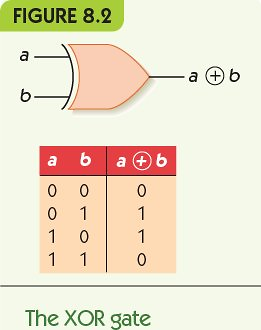 FIGURE 8.2
a
a ⊕ b
b
a b a ⊕ b
0 0 0
0 1 1
1 0 1
1 1 0
The XOR gate